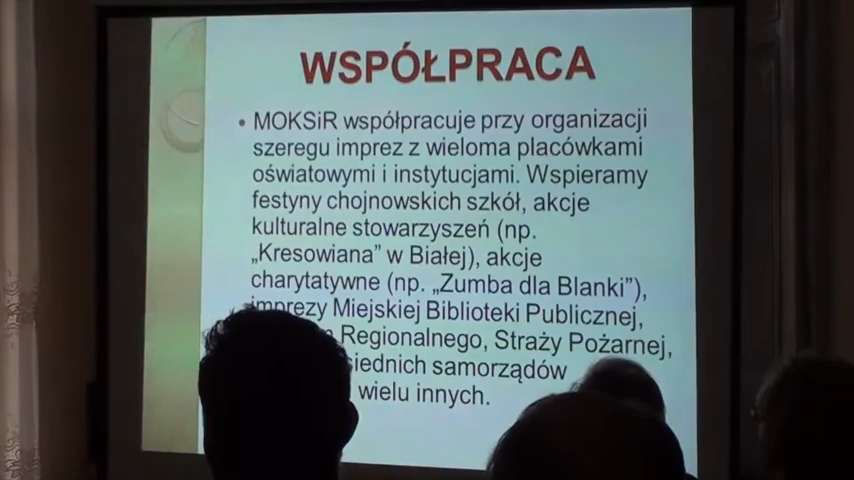 WSPÓŁPRACA
• MOKSiR współpracuje przy organizacji
szeregu imprez z wieloma placówkami
oświatowymi i instytucjami. Wspieramy
festyny chojnowskich szkół, akcje
kulturalne stowarzyszeń (np.
„Kresowiana” w Białej), akcje
charytatywne (np. „Zumba dla Blanki”),
imprezy Miejskiej Biblioteki Publicznej,
Regionalnego, Straży Pożarnej,
samorządów
wielu innych.